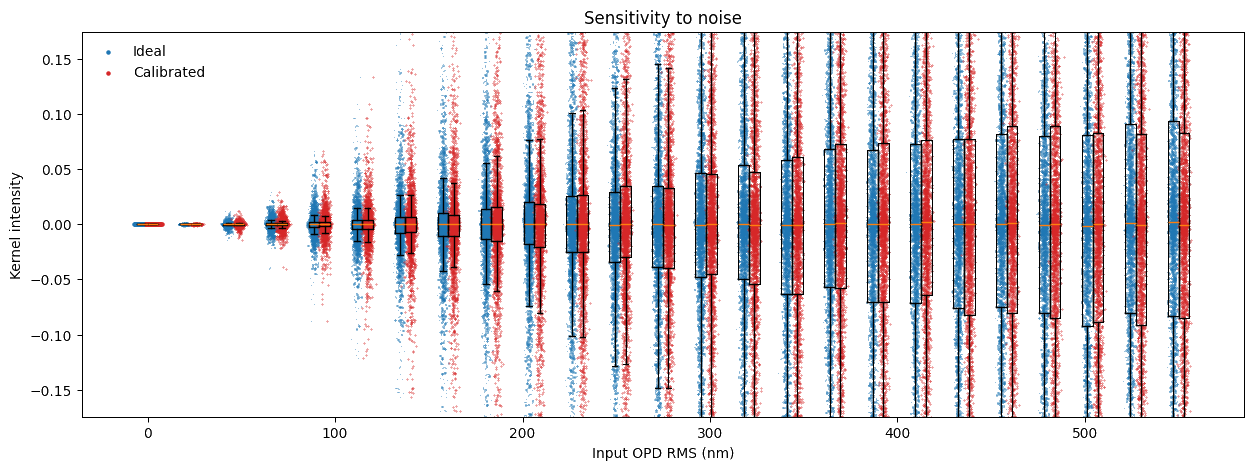 Sensitivity to noise
Ideal
Calibrated
Kernel intensity
0.15
0.10
0.05
0.00
−0.05
−0.10
−0.15
0 100 200 300 400 500
Input OPD RMS (nm)